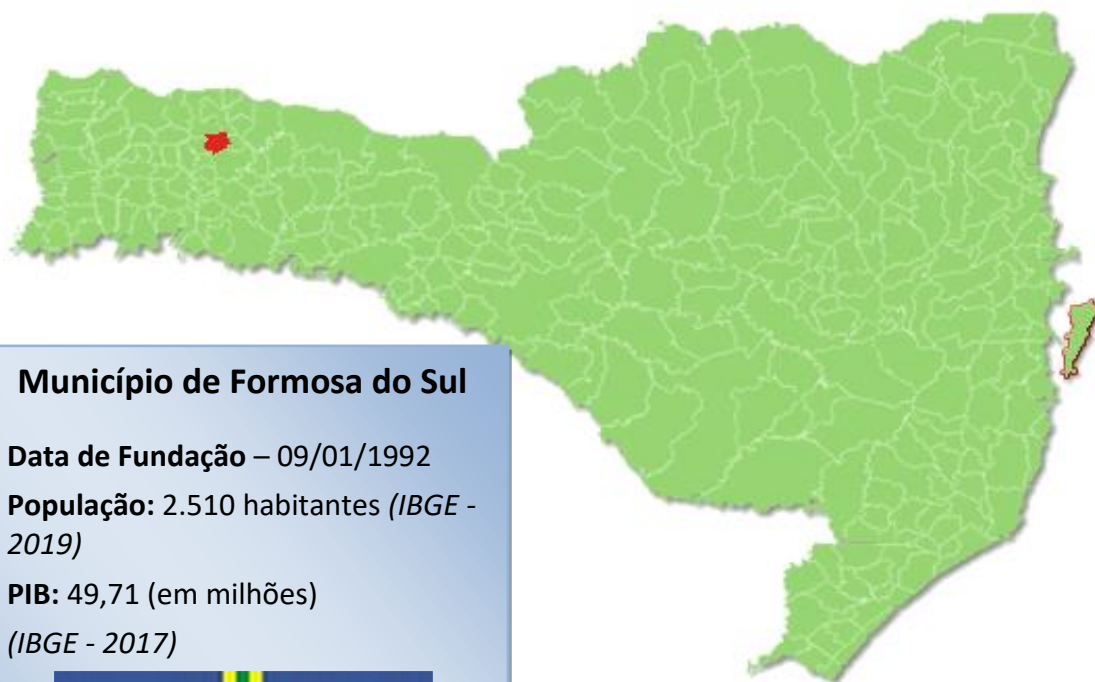 Município de Formosa do Sul
Data de Fundação – 09/01/1992
População: 2.510 habitantes (IBGE -
2019)
PIB: 49,71 (em milhões)
(IBGE - 2017)